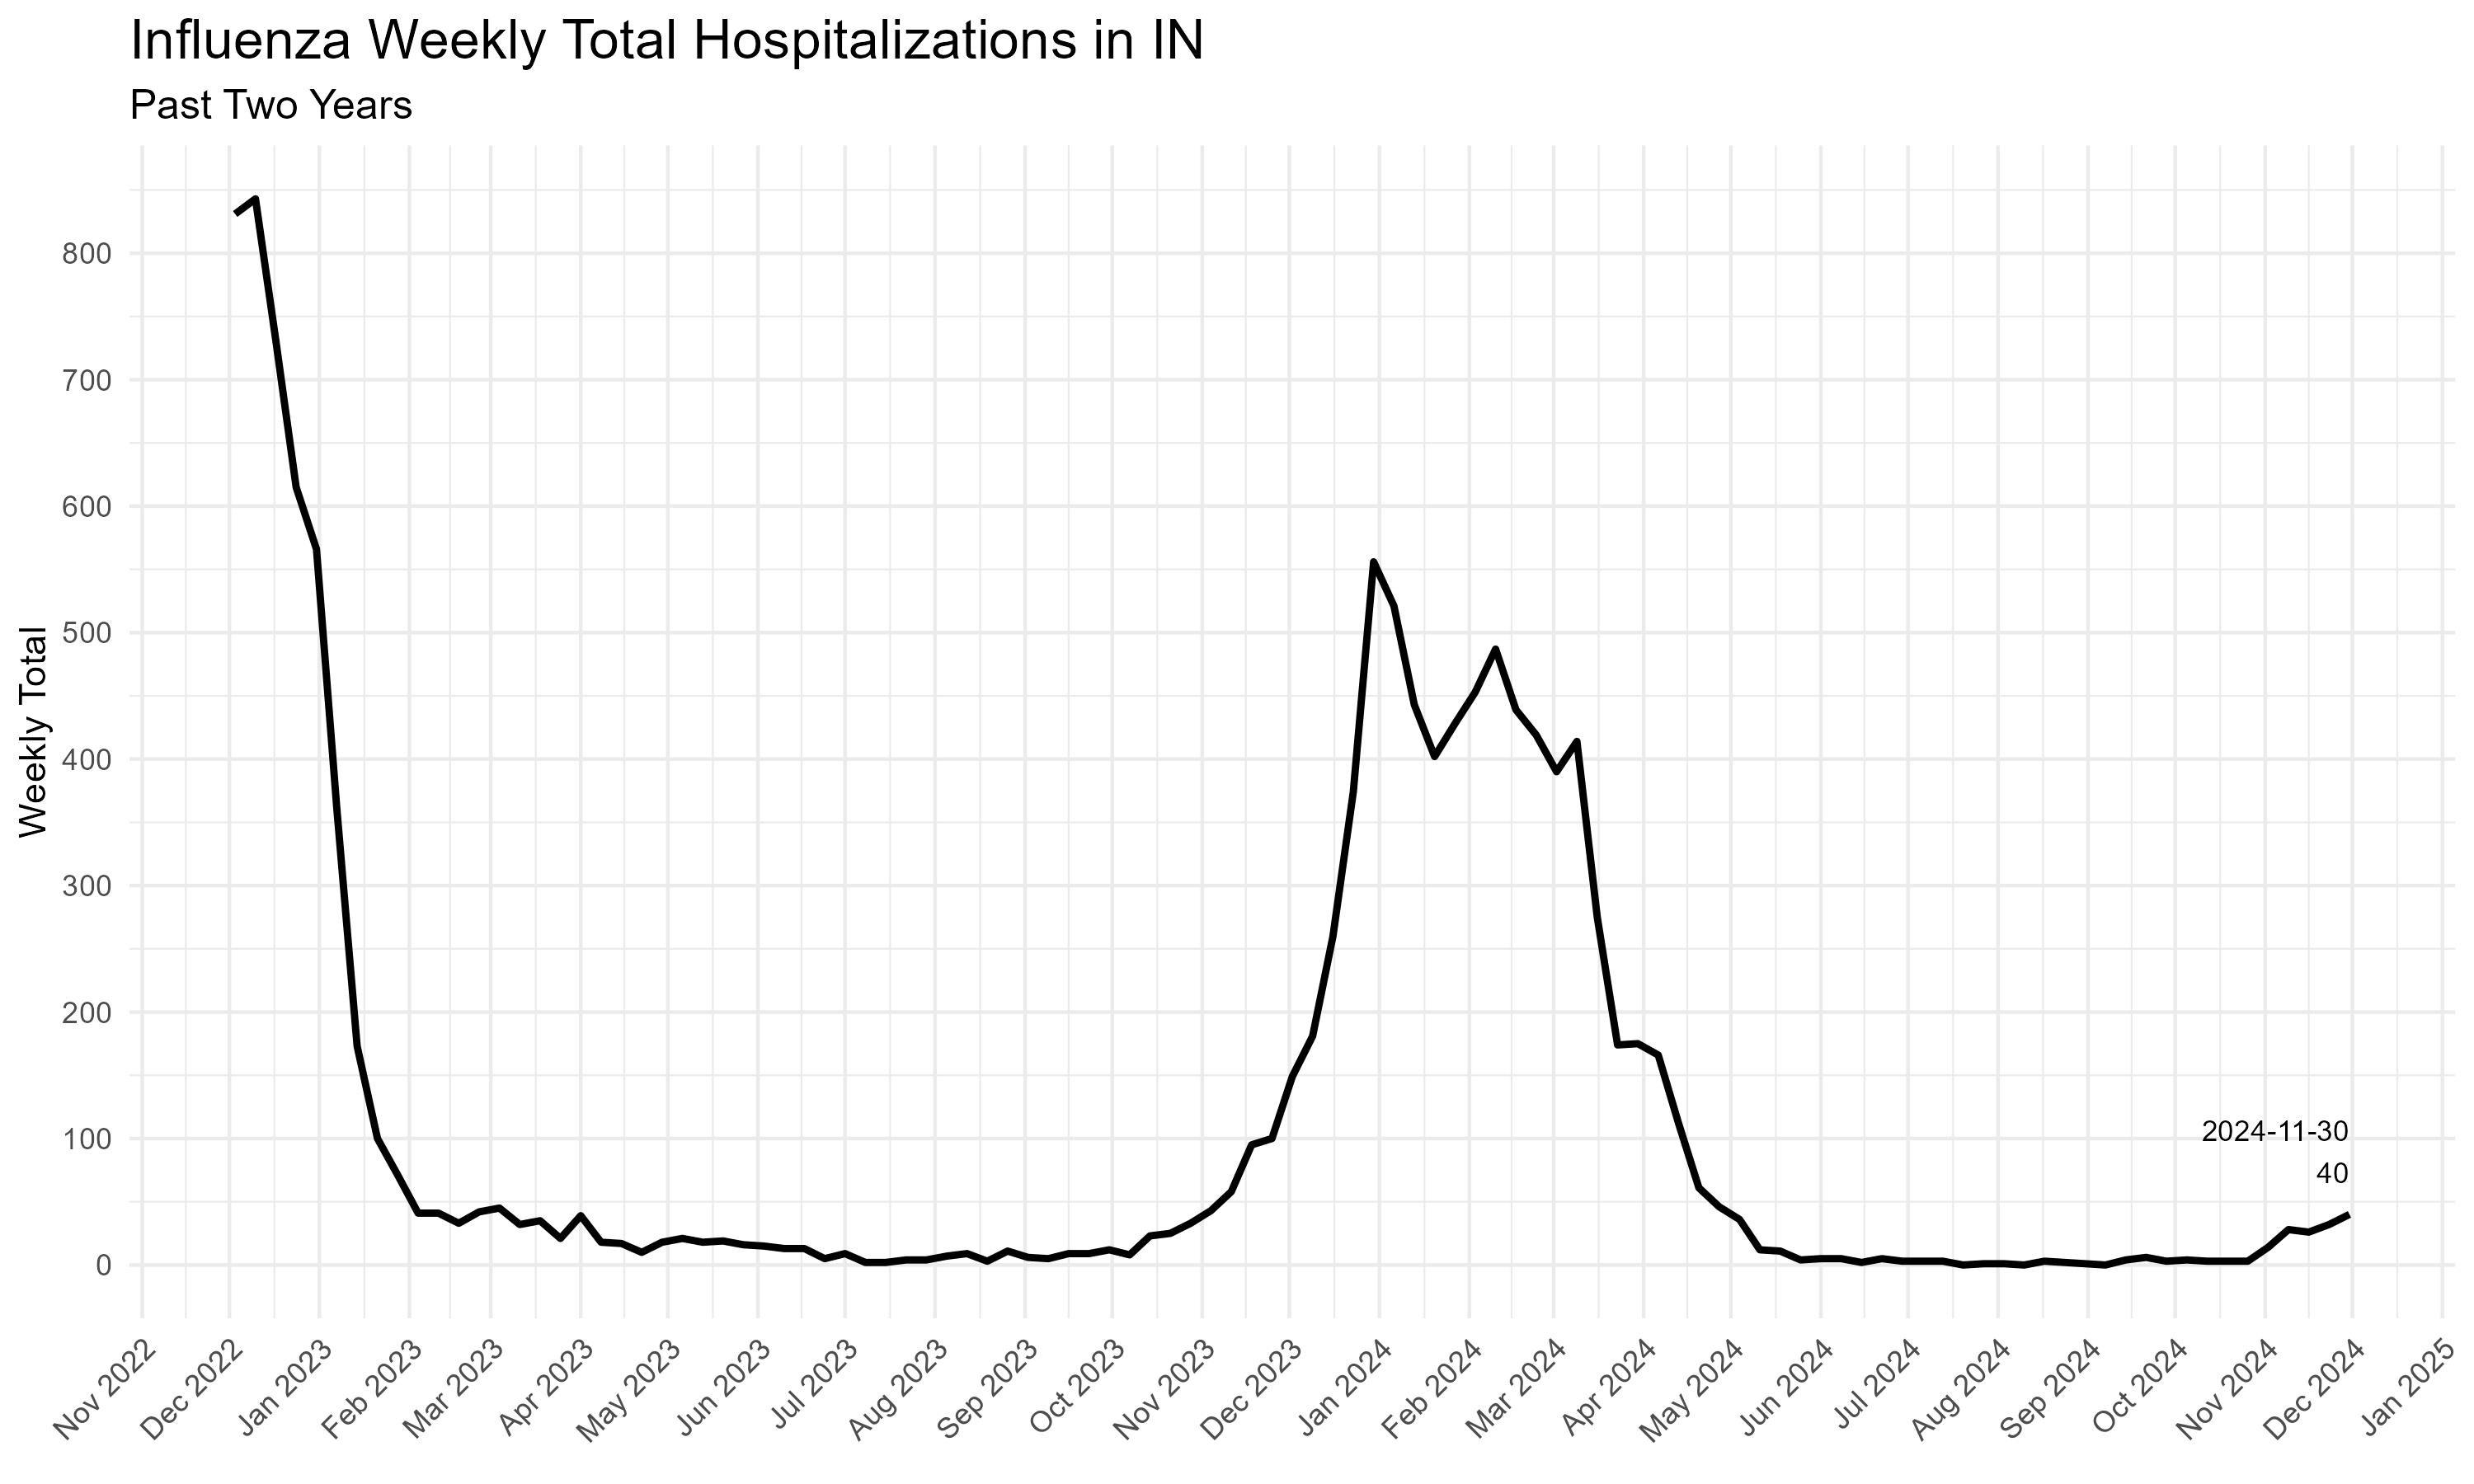 Influenza Weekly Total Hospitalizations in IN
Past Two Years
Weekly Total
800
700
600
500
400
300
200
100
0
2024-11-30
40
Nov 2022
Dec 2022
Jan 2023
Feb 2023
Mar 2023
Apr 2023
May 2023
Jun 2023
Jul 2023
Aug 2023
Sep 2023
Oct 2023
Nov 2023
Dec 2023
Jan 2024
Feb 2024
Mar 2024
Apr 2024
May 2024
Jun 2024
Jul 2024
Aug 2024
Sep 2024
Oct 2024
Nov 2024
Dec 2024
Jan 2025